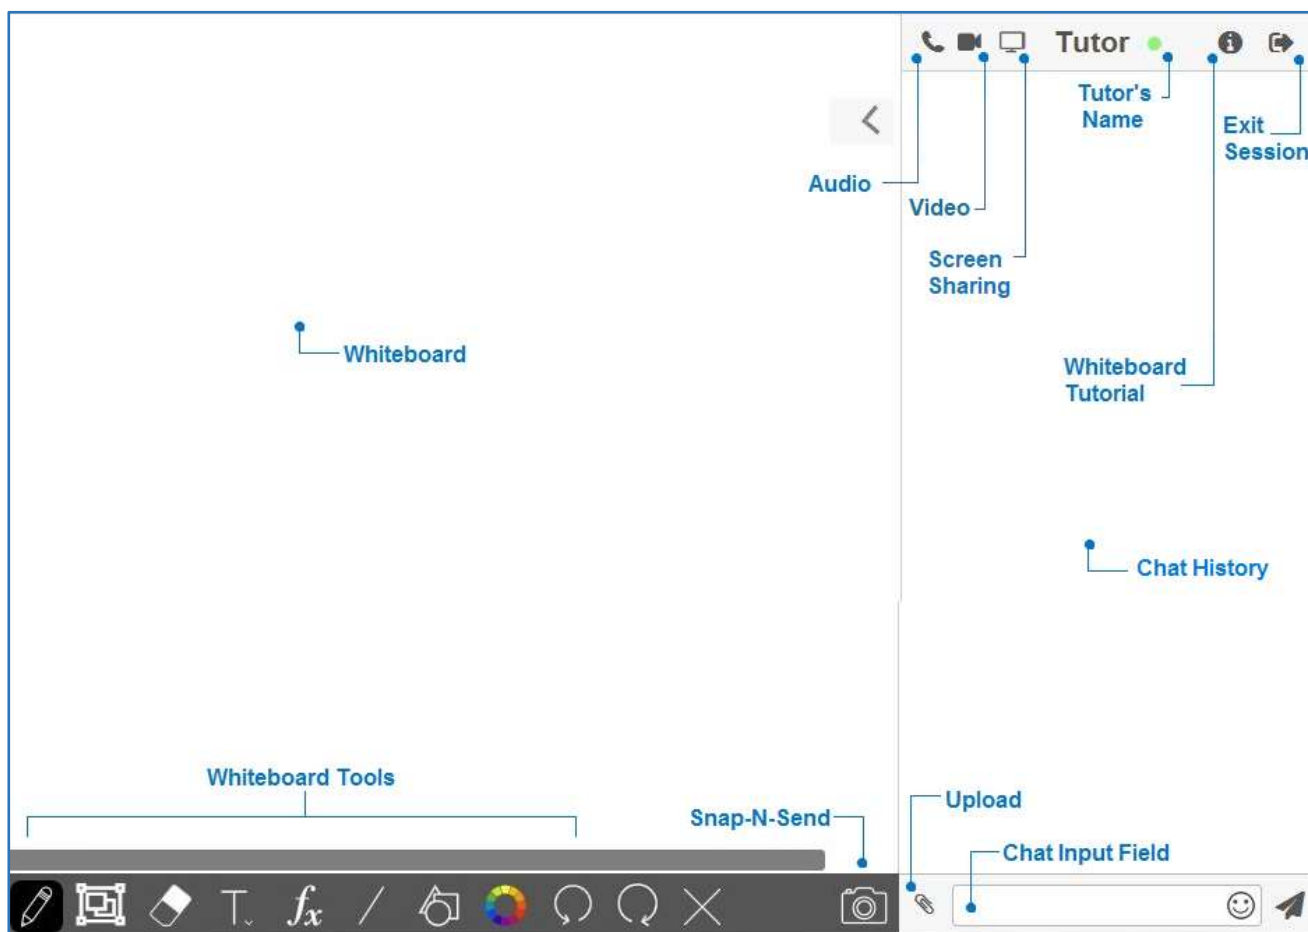 Tutor
Tutor's
Name
Exit
Session
Audio
Video
Screen
Sharing
Whiteboard
Whiteboard
Tutorial
Chat History
Whiteboard Tools
Snap-N-Send
Upload
Chat Input Field
T
fx